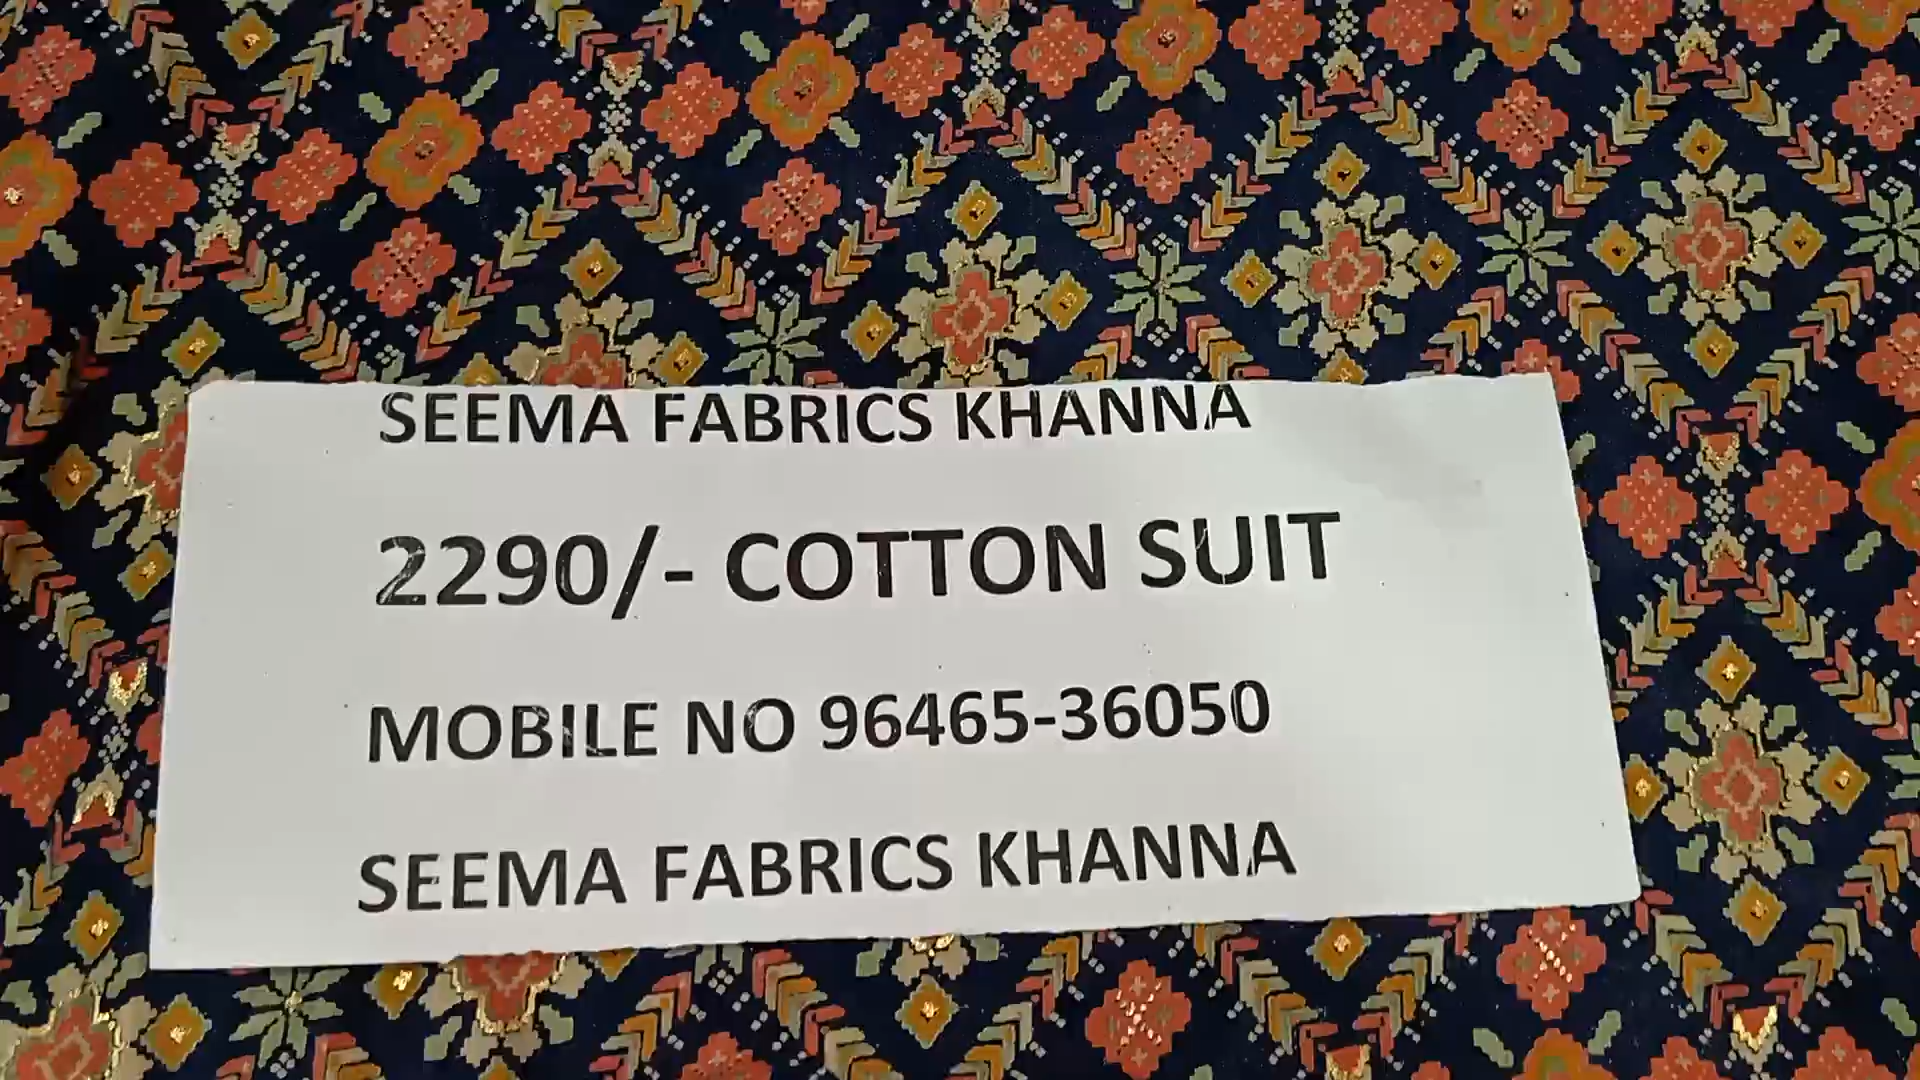 SEEMA FABRICS KHANNA
2290/- COTTON SUIT
MOBILE NO 96465-36050
SEEMA FABRICS KHANNA